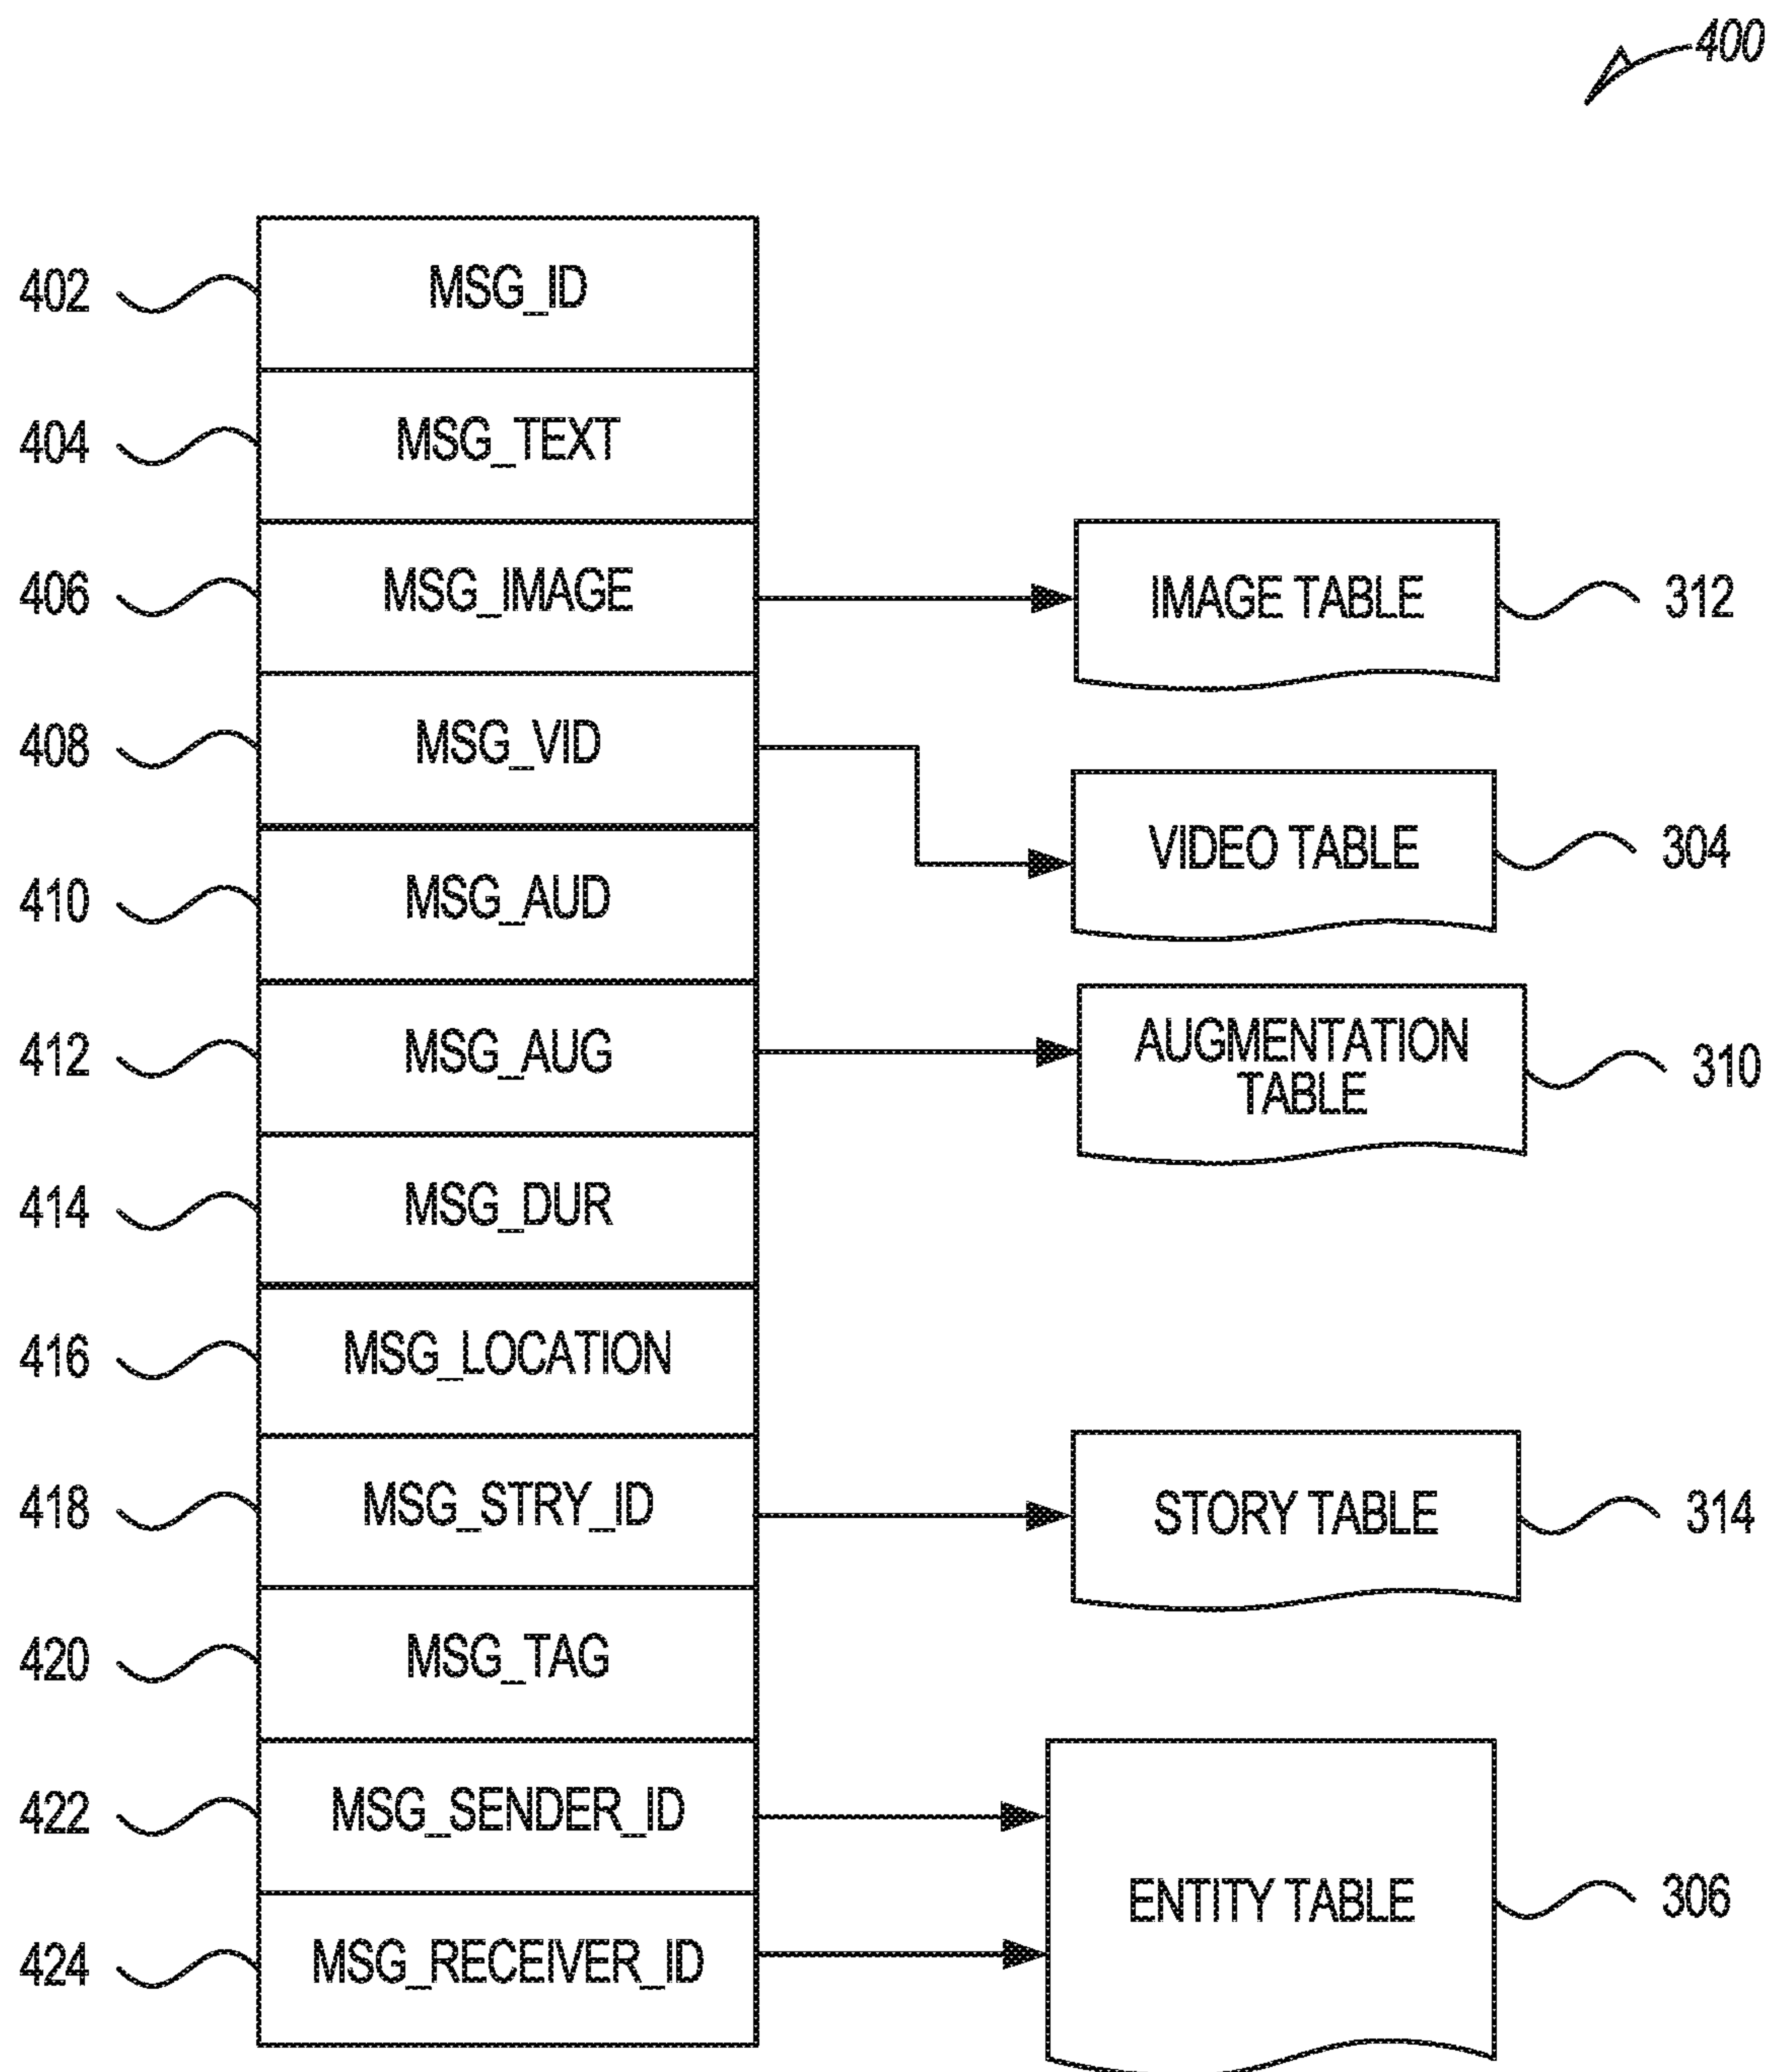 400
402 MSG_ID
404 MSG_TEXT
406 MSG_IMAGE IMAGE TABLE 312
408 MSG_VID
VIDEO TABLE 304
410 MSG_AUD
412 MSG_AUG AUGMENTATION
TABLE 310
414 MSG_DUR
416 MSG_LOCATION
418 MSG_STRY_ID STORY TABLE 314
420 MSG_TAG
422 MSG_SENDER_ID
ENTITY TABLE 306
424 MSG_RECEIVER_ID